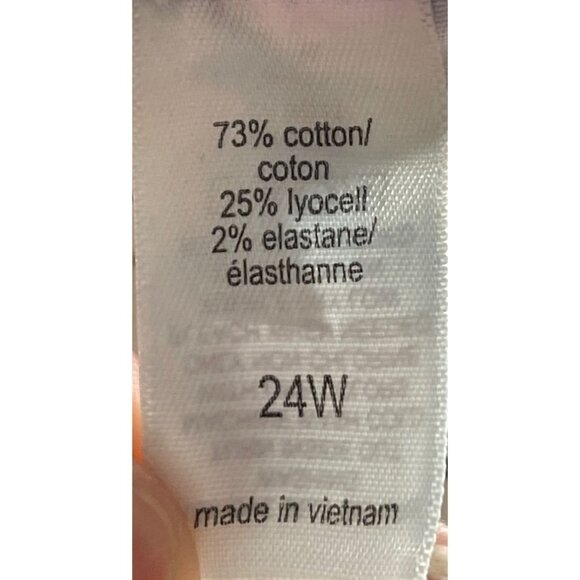 73% cotton/
coton
25% lyocell
2% elastane/
élasthanne
24W
made in vietnam